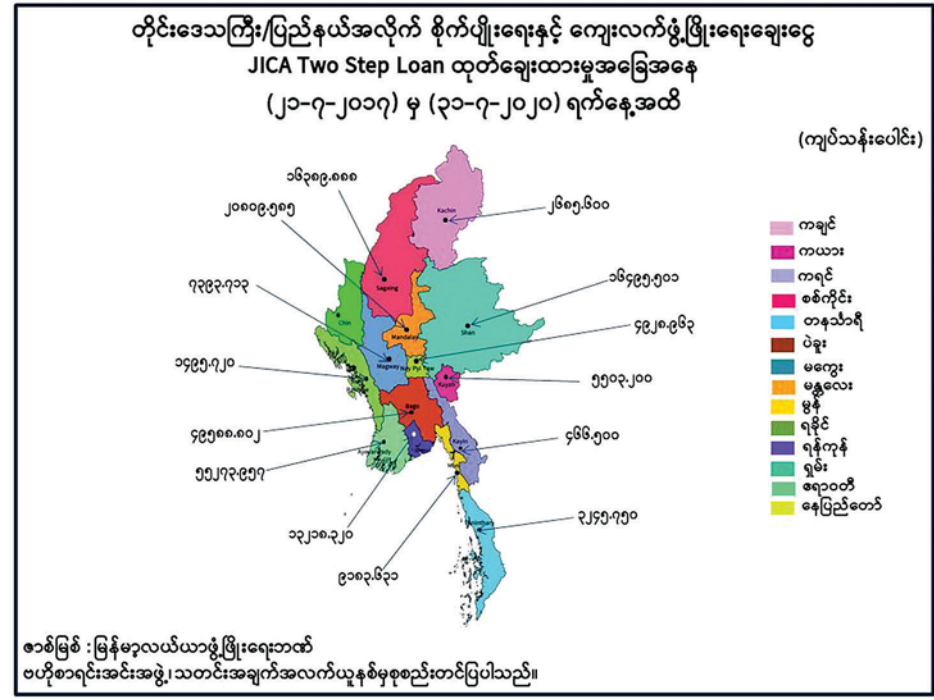 တိုင်းဒေသကြီး/ပြည်နယ်အလိုက် စိုက်ပျိုးရေးနှင့် ကျေးလက်ဖွံ့ဖြိုးရေးချေးငွေ
JICA Two Step Loan ထုတ်ချေးထားမှုအခြေအနေ
(၂၁-၇-၂၀၁၇) မှ (၃၁-၇-၂၀၂၀) ရက်နေ့အထိ
(ကျပ်သန်းပေါင်း)
၁၆၃၈၉.၈၈၈
၂၀၈၀၉.၅၈၅
၇၃၉၃.၇၁၃
၁၄၉၅.၇၂၀
၄၉၅၈၈.၈၀၂
၅၅၂၇၃.၉၅၇
၁၃၂၁၈.၃၂၀
၉၁၈၃.၆၃၁
၂၆၈၅.၆၀၀
၁၆၄၉၅.၅၀၁
၄၉၂၈.၉၆၃
၅၅၀၃.၂၀၀
၄၆၆.၅၀၀
၃၂၄၅.၇၅၀
Kachin
Sagaing
Chin
Mandalay
Shan
Magway
Nay Pyi Taw
Kayah
Bago
Kayin
ကချင်
ကယား
ကရင်
စစ်ကိုင်း
တနင်္သာရီ
ပဲခူး
မကွေး
မန္တလေး
မွန်
ရခိုင်
ရန်ကုန်
ရှမ်း
ဧရာဝတီ
နေပြည်တော်
ဇာစ်မြစ် : မြန်မာ့လယ်ယာဖွံ့ဖြိုးရေးဘဏ်
ဗဟိုစာရင်းအင်းအဖွဲ့၊ သတင်းအချက်အလက်ယူနစ်မှစုစည်းတင်ပြပါသည်။